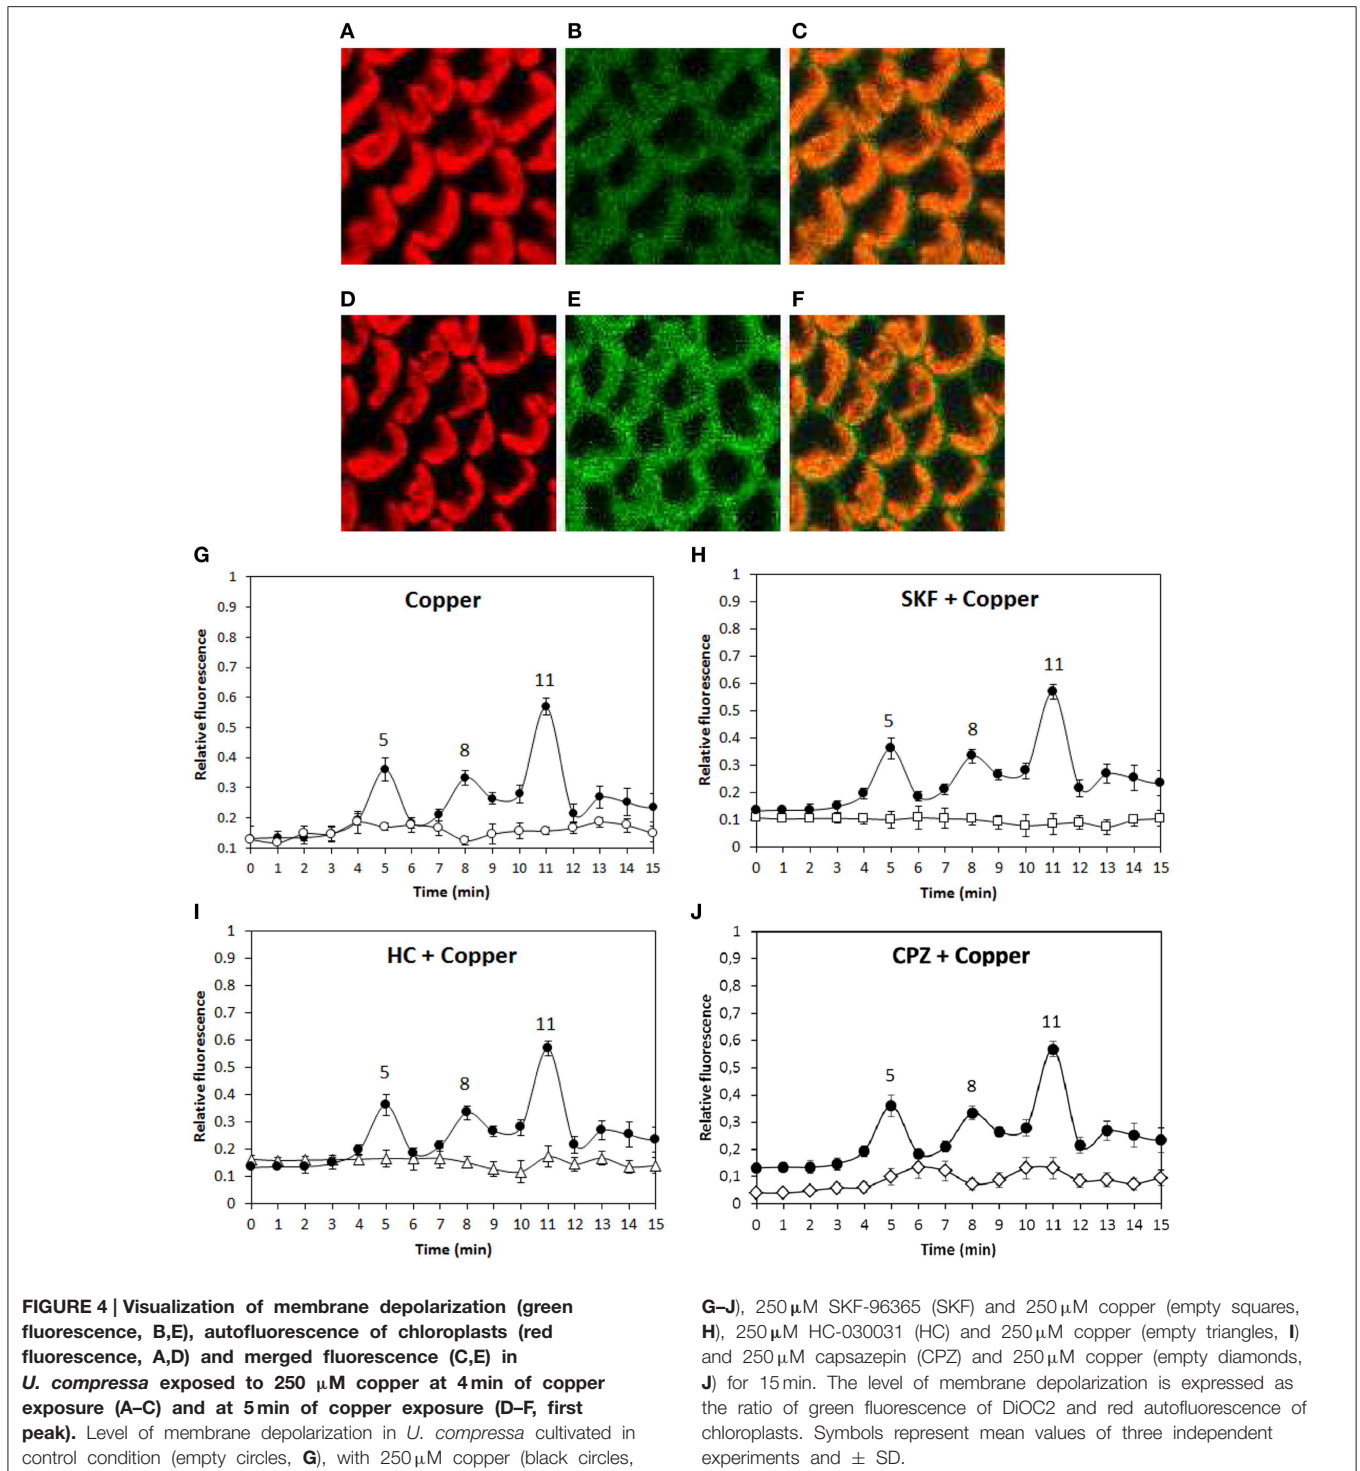 A
B
C
D
E
F
G
Copper
Relative fluorescence
1
0.9
0.8
0.7
0.6
0.5
0.4
0.3
0.2
0.1
5
8
11
0 1 2 3 4 5 6 7 8 9 10 11 12 13 14 15
Time (min)
H
SKF + Copper
Relative fluorescence
1
0.9
0.8
0.7
0.6
0.5
0.4
0.3
0.2
0.1
0
5
8
11
0 1 2 3 4 5 6 7 8 9 10 11 12 13 14 15
Time (min)
I
HC + Copper
Relative fluorescence
1
0.9
0.8
0.7
0.6
0.5
0.4
0.3
0.2
0.1
0
5
8
11
0 1 2 3 4 5 6 7 8 9 10 11 12 13 14 15
Time (min)
J
CPZ + Copper
Relative fluorescence
1
0,9
0,8
0,7
0,6
0,5
0,4
0,3
0,2
0,1
0
5
8
11
0 1 2 3 4 5 6 7 8 9 10 11 12 13 14 15
Time (min)
FIGURE 4 | Visualization of membrane depolarization (green
fluorescence, B,E), autofluorescence of chloroplasts (red
fluorescence, A,D) and merged fluorescence (C,E) in
U. compressa exposed to 250 μM copper at 4 min of copper
exposure (A–C) and at 5 min of copper exposure (D–F, first
peak). Level of membrane depolarization in U. compressa cultivated in
control condition (empty circles, G), with 250 μM copper (black circles,
G–J), 250 μM SKF-96365 (SKF) and 250 μM copper (empty squares,
H), 250 μM HC-030031 (HC) and 250 μM copper (empty triangles, I)
and 250 μM capsazepin (CPZ) and 250 μM copper (empty diamonds,
J) for 15 min. The level of membrane depolarization is expressed as
the ratio of green fluorescence of DiOC2 and red autofluorescence of
chloroplasts. Symbols represent mean values of three independent
experiments and ± SD.